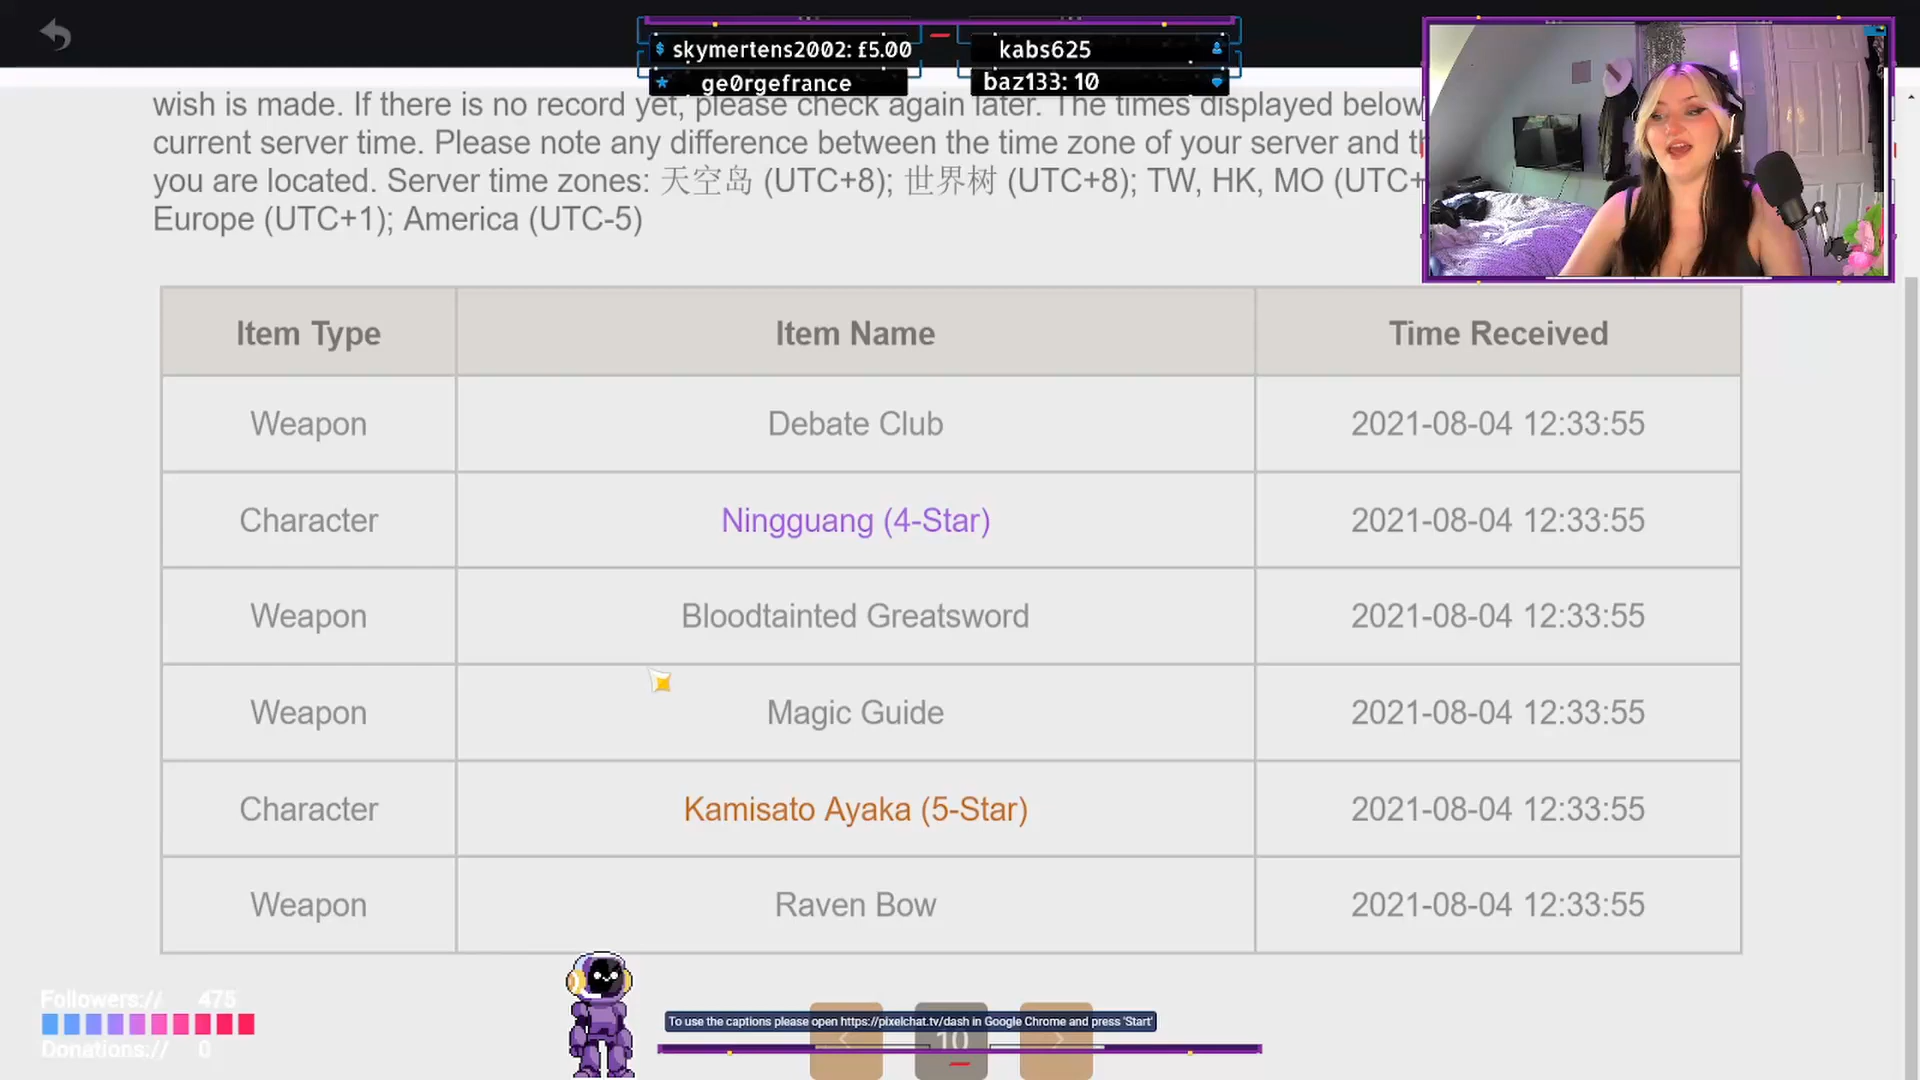 skymertens2002: £5.00
kabs625
ge0rgefrance
baz133: 10
wish is made. If there is no record yet, please check again later. The times displayed below
current server time. Please note any difference between the time zone of your server and
you are located. Server time zones: 天空岛 (UTC+8); 世界树 (UTC+8); TW, HK, MO (UTC+
Europe (UTC+1); America (UTC-5)
Item Type Item Name Time Received
Weapon Debate Club 2021-08-04 12:33:55
Character Ningguang (4-Star) 2021-08-04 12:33:55
Weapon Bloodtainted Greatsword 2021-08-04 12:33:55
Weapon Magic Guide 2021-08-04 12:33:55
Character Kamisato Ayaka (5-Star) 2021-08-04 12:33:55
Weapon Raven Bow 2021-08-04 12:33:55
Followers:// 475
Donations:// 0
To use the captions please open https://pixelchat.tv/dash in Google Chrome and press 'Start'
10